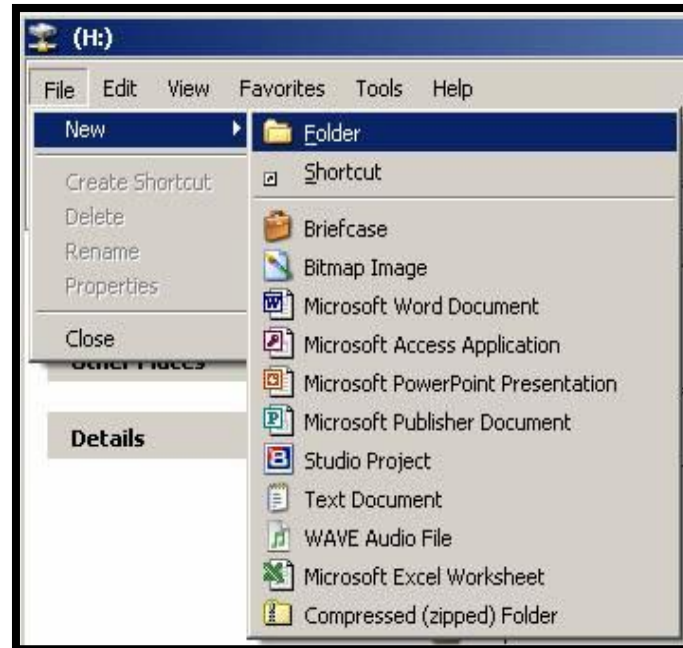 (H:)
File Edit View Favorites Tools Help
New
Create Shortcut
Delete
Rename
Properties
Close
Other Places
Details
Folder
Shortcut
Briefcase
Bitmap Image
Microsoft Word Document
Microsoft Access Application
Microsoft PowerPoint Presentation
Microsoft Publisher Document
Studio Project
Text Document
WAVE Audio File
Microsoft Excel Worksheet
Compressed (zipped) Folder